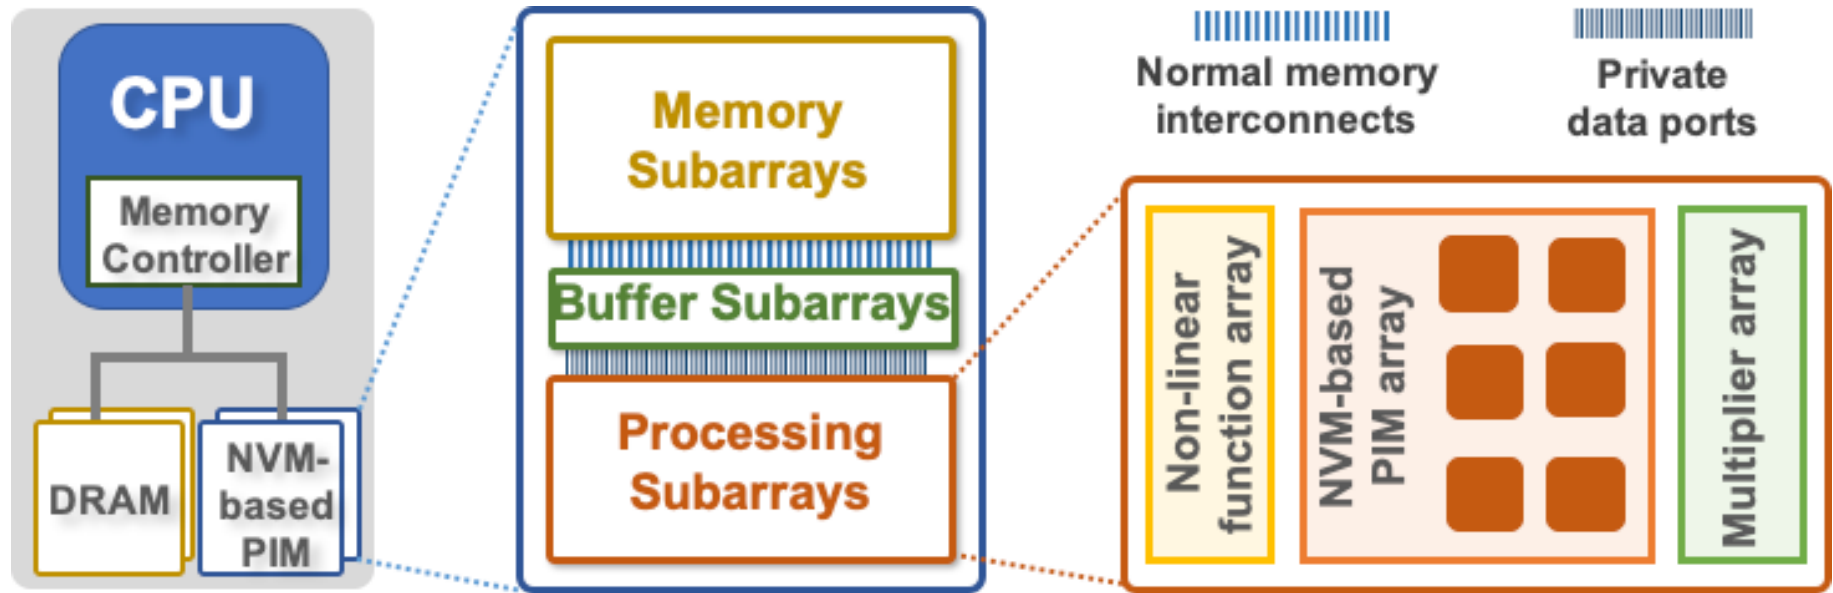 CPU
Memory
Controller
DRAM
NVM-
based
PIM
Memory
Subarrays
Buffer Subarrays
Processing
Subarrays
Normal memory
interconnects
Private
data ports
Non-linear
function array
NVM-based
PIM array
Multiplier array